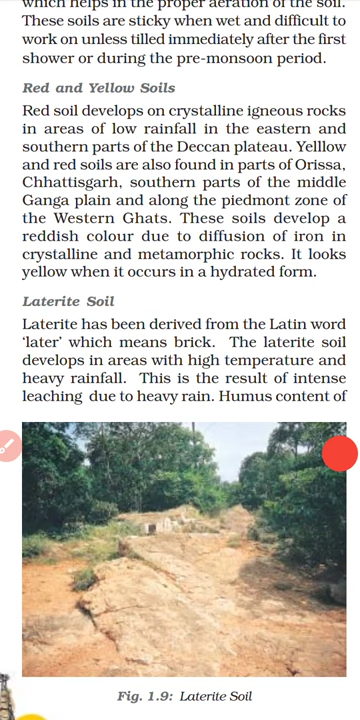 which helps in the proper aeration of the soil.
These soils are sticky when wet and difficult to
work on unless tilled immediately after the first
shower or during the pre-monsoon period.
Red and Yellow Soils
Red soil develops on crystalline igneous rocks
in areas of low rainfall in the eastern and
southern parts of the Deccan plateau. Yelllow
and red soils are also found in parts of Orissa,
Chhattisgarh, southern parts of the middle
Ganga plain and along the piedmont zone of
the Western Ghats. These soils develop a
reddish colour due to diffusion of iron in
crystalline and metamorphic rocks. It looks
yellow when it occurs in a hydrated form.
Laterite Soil
Laterite has been derived from the Latin word
‘later’ which means brick. The laterite soil
develops in areas with high temperature and
heavy rainfall. This is the result of intense
leaching due to heavy rain. Humus content of
Fig. 1.9: Laterite Soil